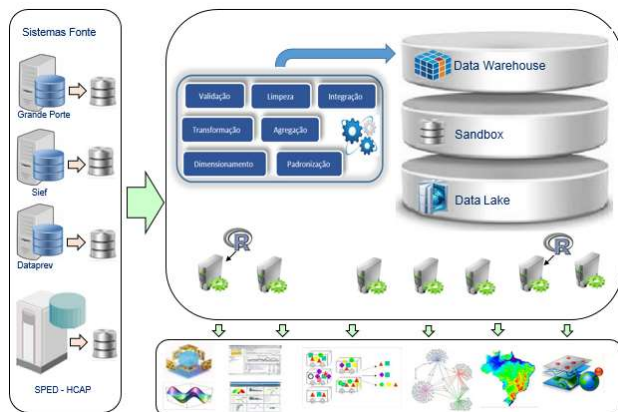 Sistemas Fonte
Grande Porte
Sief
Dataprev
SPED - HCAP
Validação
Limpeza
Integração
Transformação
Agregação
Dimensionamento
Padronização
Data Warehouse
Sandbox
Data Lake
R
R